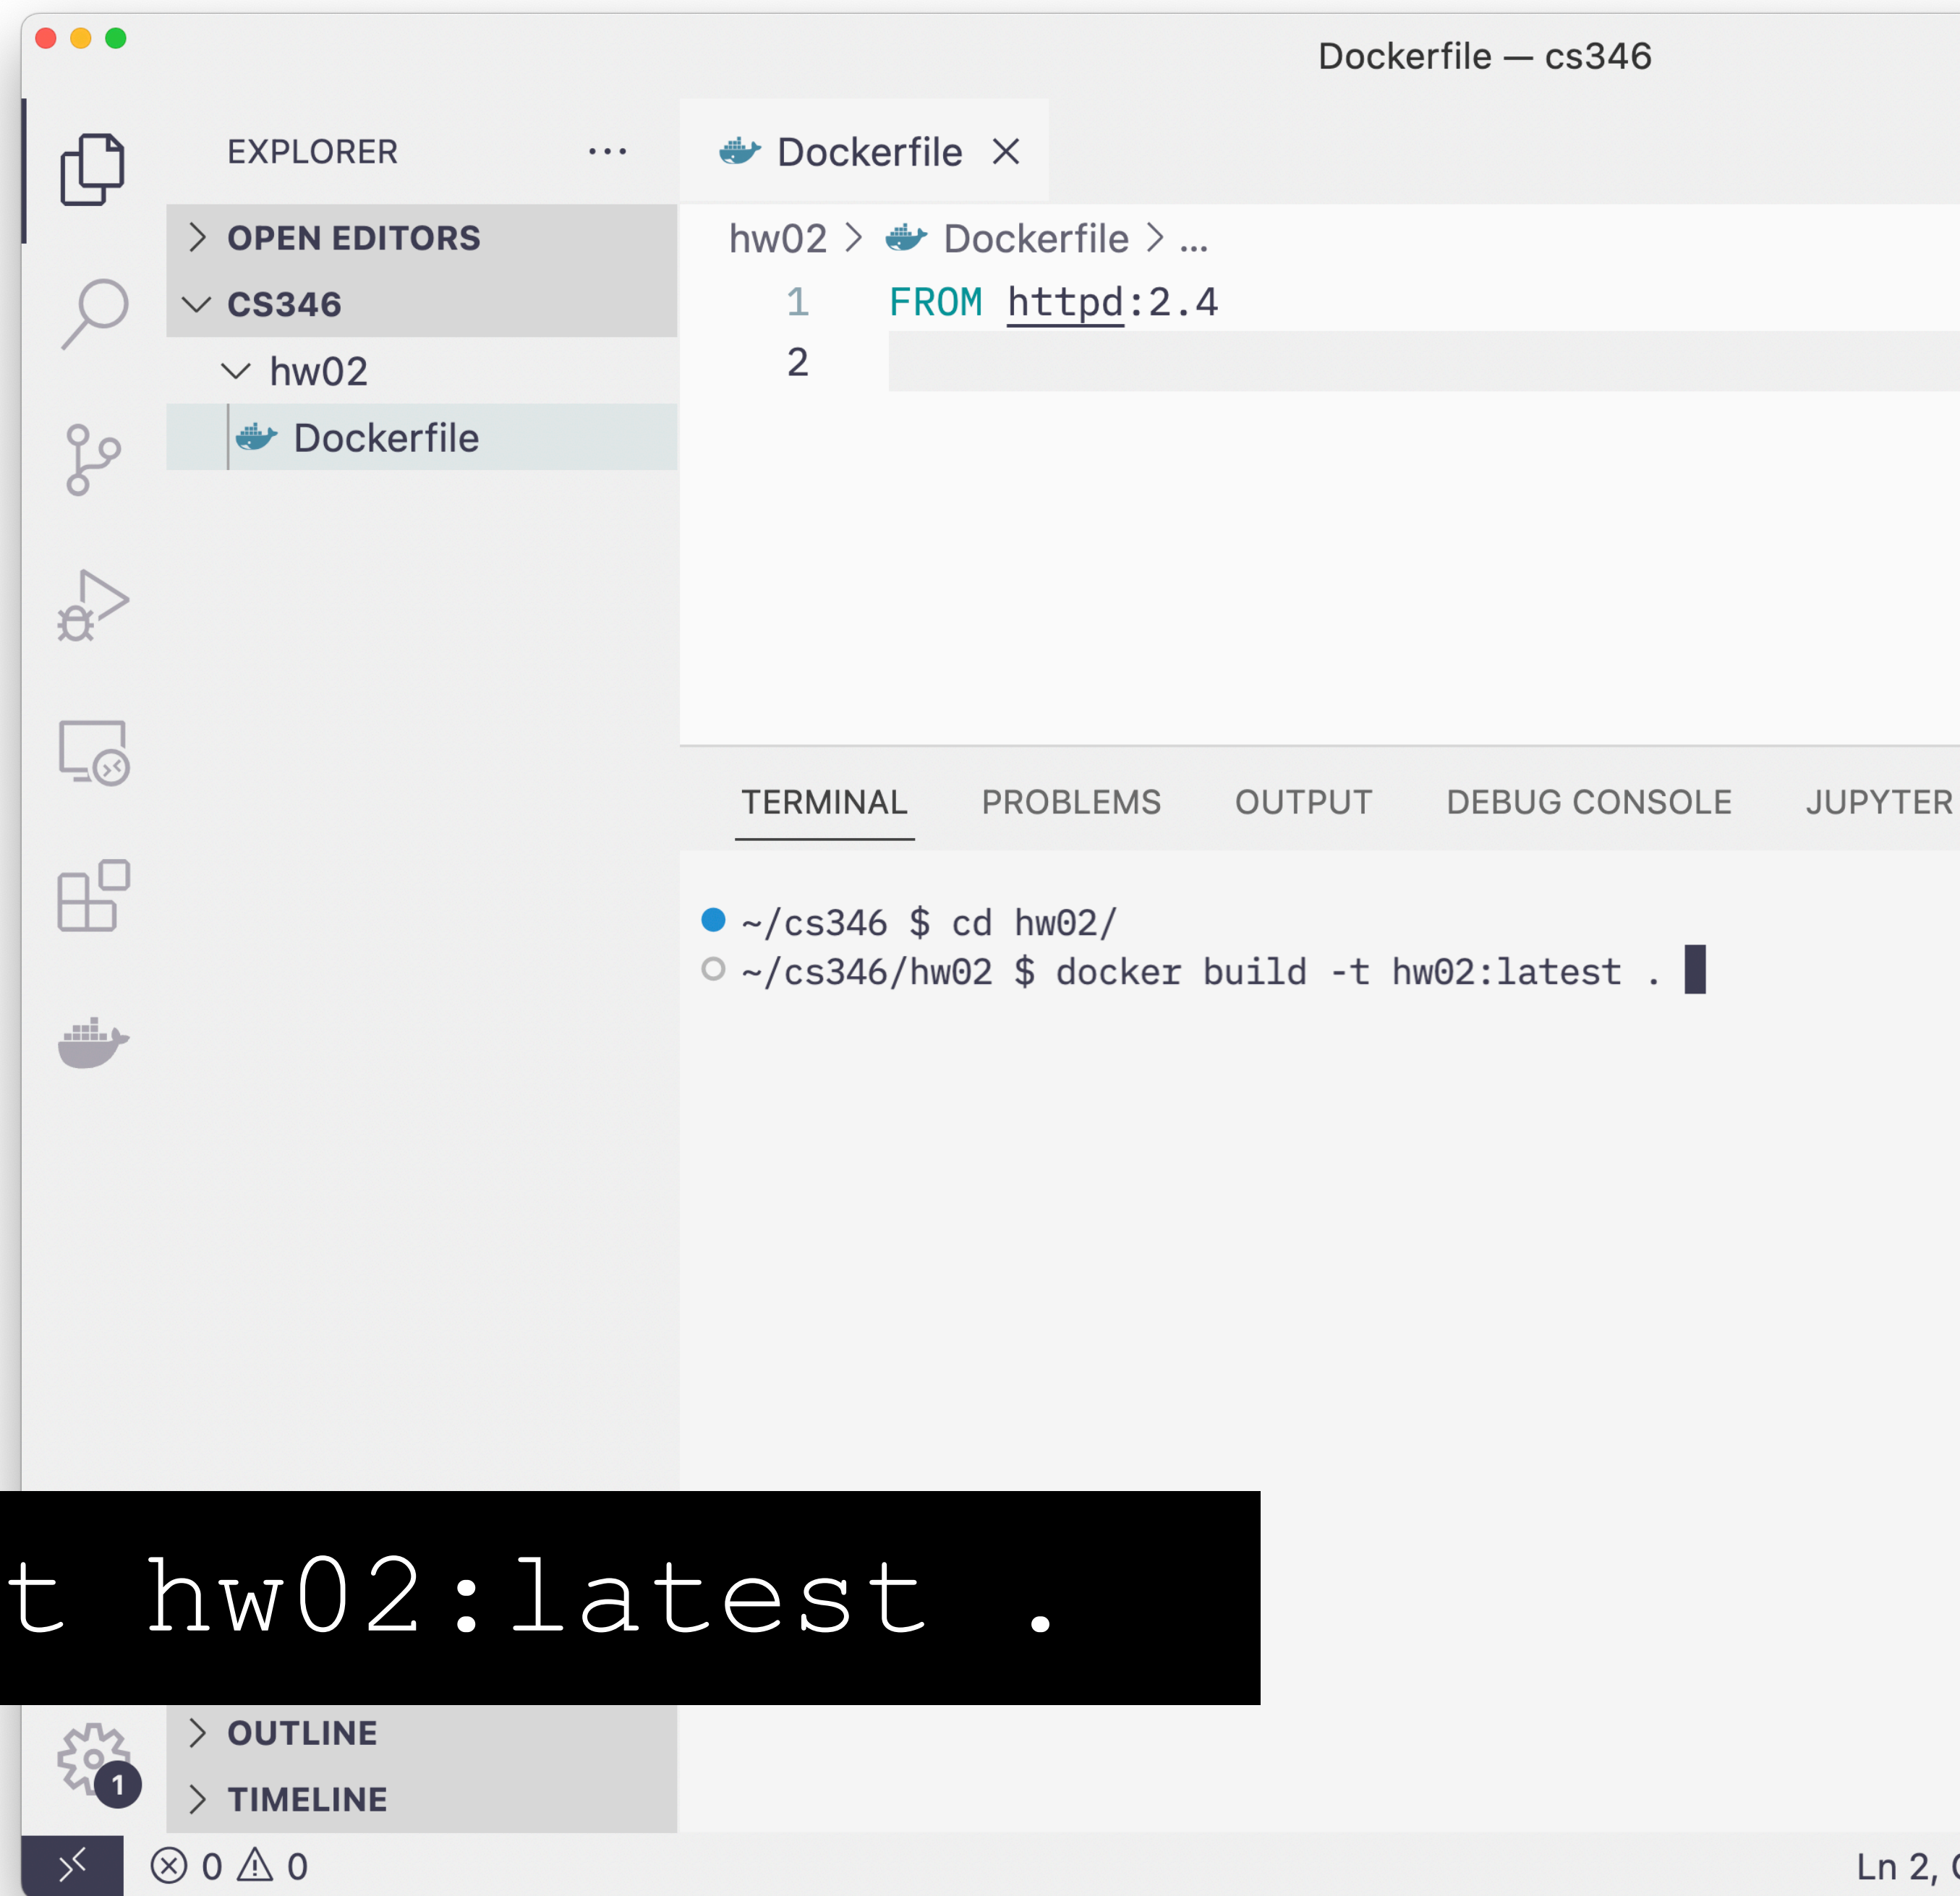 Dockerfile — cs346
EXPLORER ...
OPEN EDITORS
CS346
hw02
Dockerfile
Dockerfile
hw02 > Dockerfile > ...
1 FROM httpd:2.4
2
TERMINAL PROBLEMS OUTPUT DEBUG CONSOLE JUPYTER
~/cs346 $ cd hw02/
~/cs346/hw02 $ docker build -t hw02:latest .
t hw02:latest .
OUTLINE
1
TIMELINE
0 0
Ln 2,